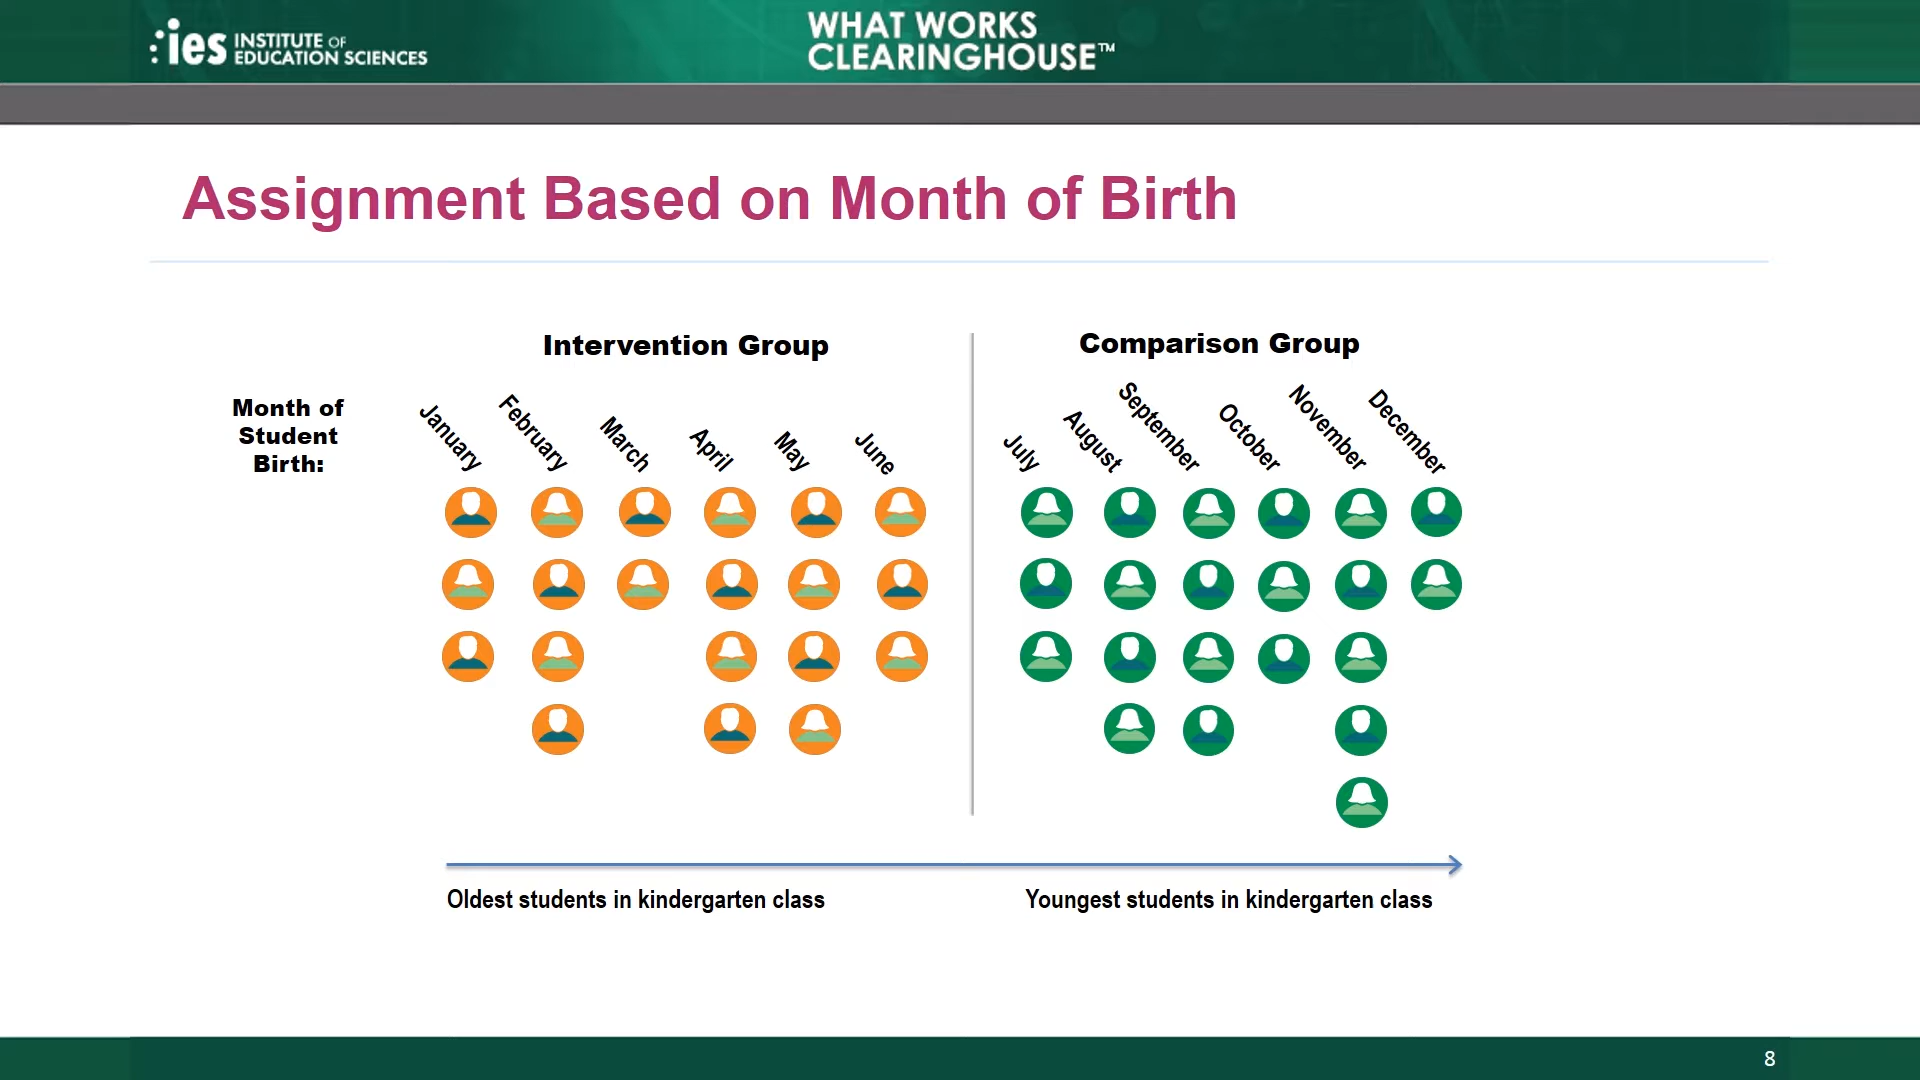 ies INSTITUTE OF
EDUCATION SCIENCES
WHAT WORKS
CLEARINGHOUSE™
Assignment Based on Month of Birth
Intervention Group
Comparison Group
Month of
Student
Birth:
January
February
March
April
May
June
July
August
September
October
November
December
Oldest students in kindergarten class
Youngest students in kindergarten class
8